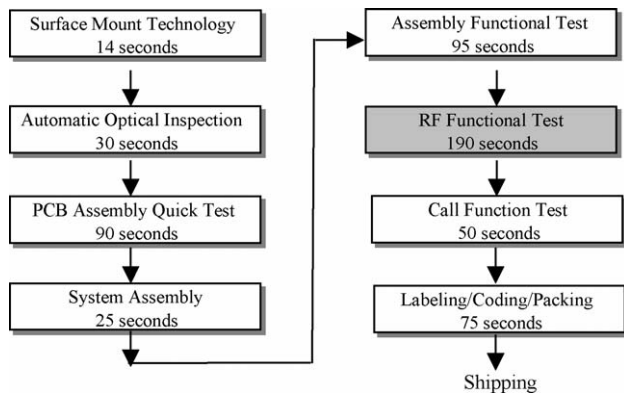 Surface Mount Technology
14 seconds
Automatic Optical Inspection
30 seconds
PCB Assembly Quick Test
90 seconds
System Assembly
25 seconds
Assembly Functional Test
95 seconds
RF Functional Test
190 seconds
Call Function Test
50 seconds
Labeling/Coding/Packing
75 seconds
Shipping